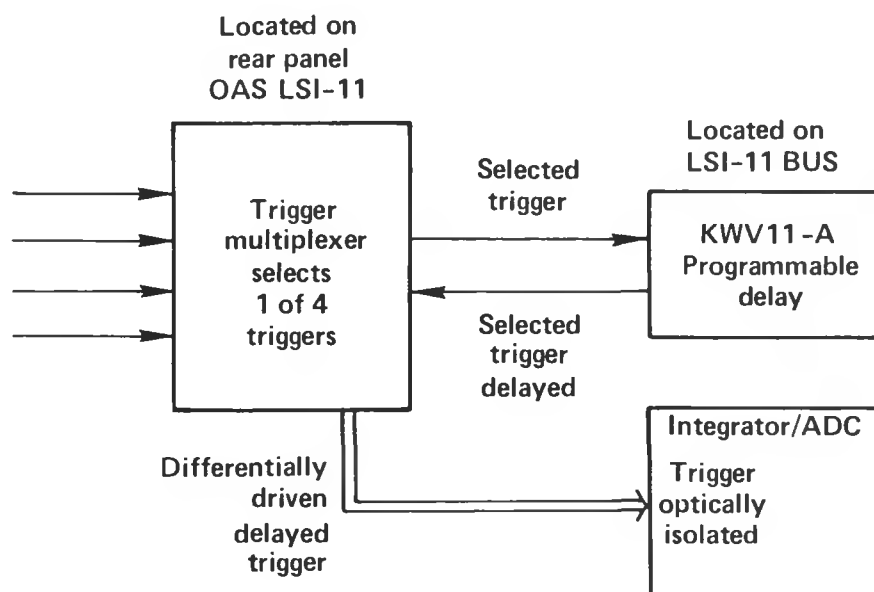 Located on
rear panel
OAS LSI-11
Trigger
multiplexer
selects
1 of 4
triggers
Selected
trigger
Selected
trigger
delayed
Located on
LSI-11 BUS
KWV11-A
Programmable
delay
Differentially
driven
delayed
trigger
Integrator/ADC
Trigger
optically
isolated